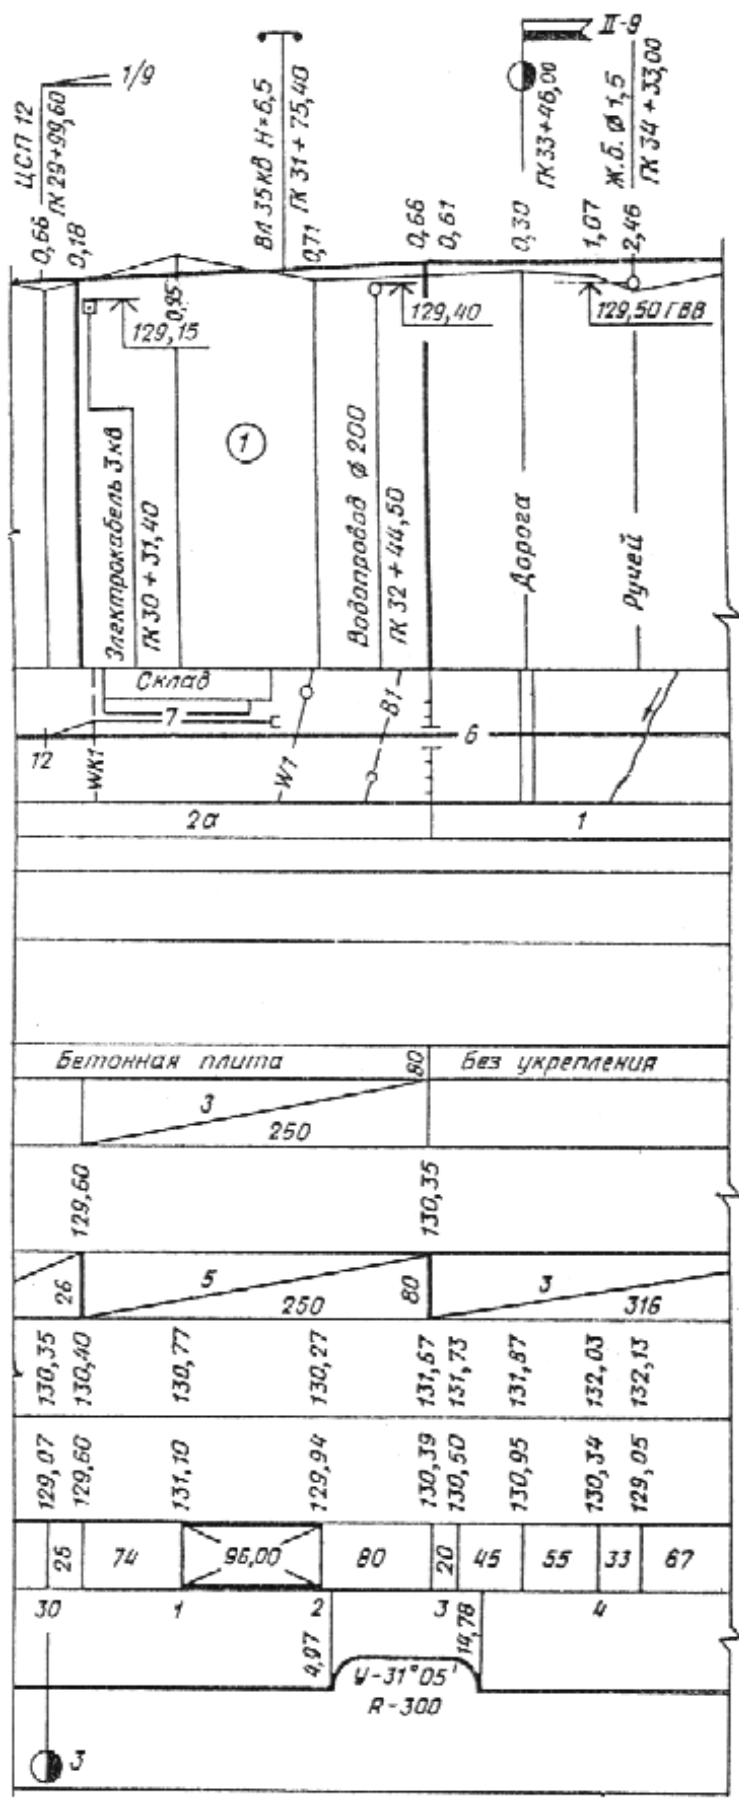 1/9
ЦСП 12
ПК 29+99,60
ВЛ 35 кВ Н=6,5
ПК 31 + 75,40
II-9
ПК33+46,00
Ж.Б. Ø 1,5
ПК 34 + 33,00
0,66
0,18
0,95
0,71
0,66
0,61
0,30
1,07
2,46
129,15
129,40
129,50 ГВВ
1
Электрокабель 3 кВ
ПК 30 + 31,40
Водопровод Ø 200
ПК 32 + 44,50
Дорога
Ручей
Склад
7
12
WК1
W1
В1
6
2а
1
Бетонная плита
80
Без укрепления
3
250
129,60
130,35
26
5
250
80
3
316
130,35
130,40
130,77
130,27
131,67
131,73
131,87
132,03
132,13
129,07
129,60
131,10
129,94
130,39
130,50
130,95
130,34
129,05
26
74
96,00
80
20
45
55
33
67
30
1
2
3
4
4,97
14,78
У-31°05'
R-300
3